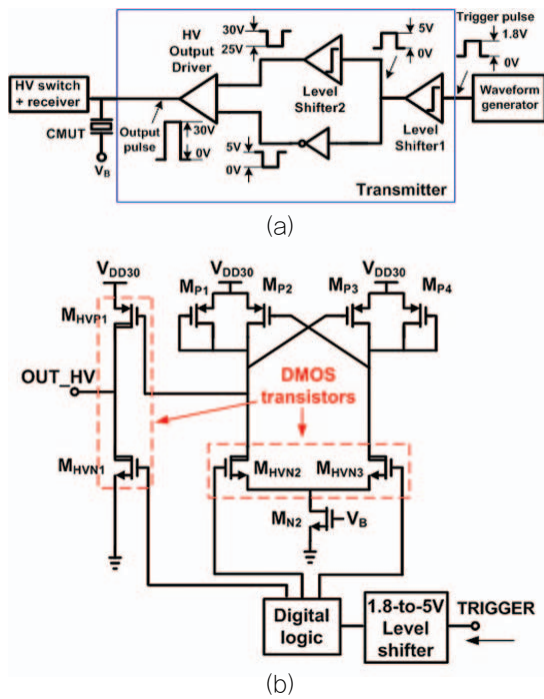 HV
Output
Driver
30V
25V
5V
0V
Trigger pulse
1.8V
0V
HV switch
+ receiver
Level
Shifter2
Waveform
generator
CMUT
V_B
Output
pulse
30V
0V
5V
0V
Level
Shifter1
Transmitter
(a)
V_DD30
V_DD30
V_DD30
M_P1
M_P2
M_P3
M_P4
M_HVP1
OUT_HV
DMOS
transistors
M_HVN1
M_HVN2
M_HVN3
M_N2
V_B
Digital
logic
1.8-to-5V
Level
shifter
TRIGGER
(b)